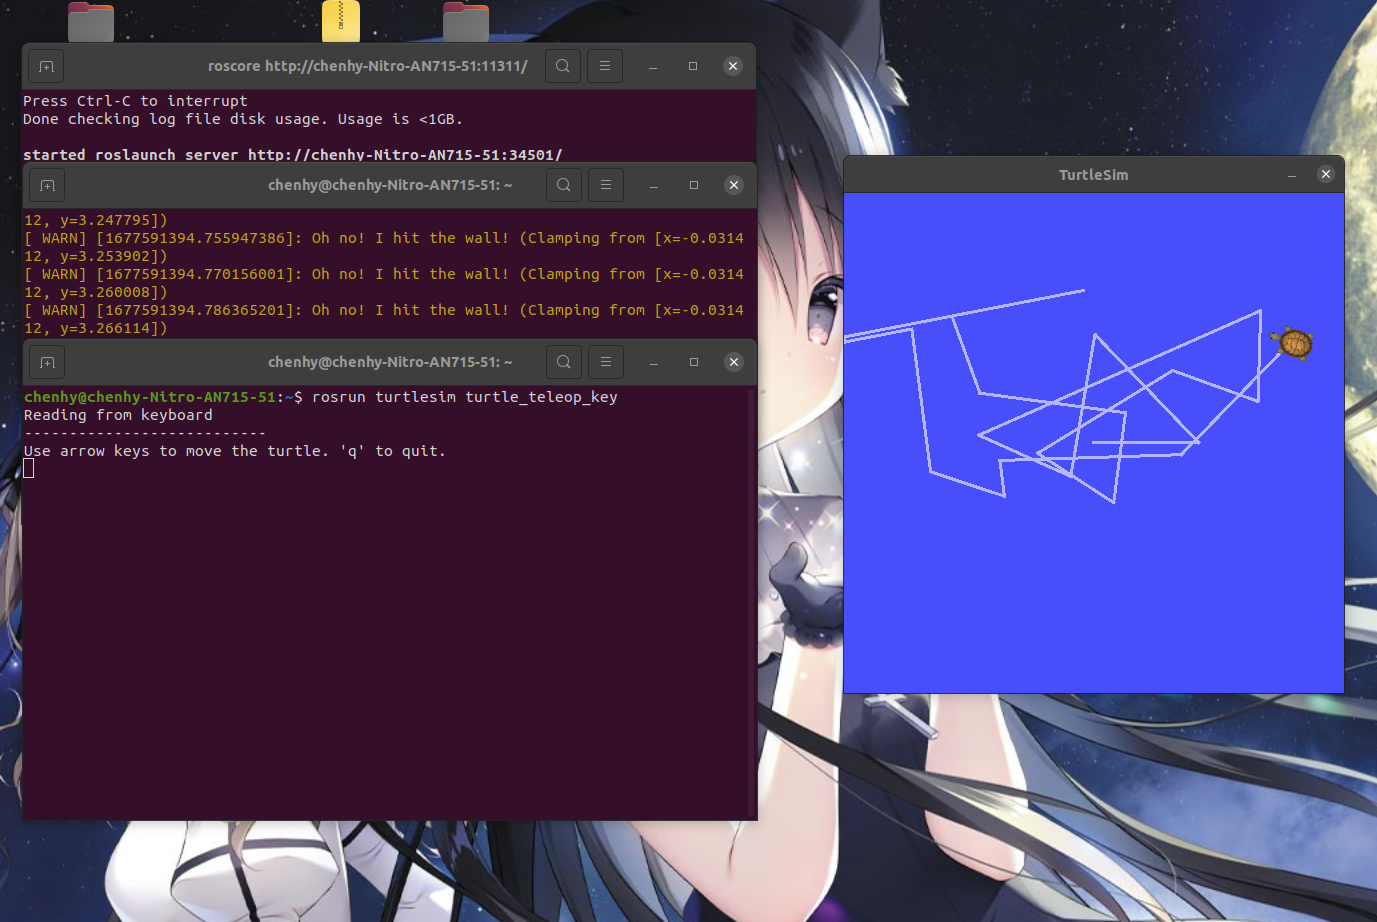 roscore http://chenhy-Nitro-AN715-51:11311/
Press Ctrl-C to interrupt
Done checking log file disk usage. Usage is <1GB.
started roslaunch server http://chenhy-Nitro-AN715-51:34501/
chenhy@chenhy-Nitro-AN715-51: ~
12, y=3.247795])
[ WARN] [1677591394.755947386]: Oh no! I hit the wall! (Clamping from [x=-0.0314
12, y=3.253902])
[ WARN] [1677591394.770156001]: Oh no! I hit the wall! (Clamping from [x=-0.0314
12, y=3.260008])
[ WARN] [1677591394.786365201]: Oh no! I hit the wall! (Clamping from [x=-0.0314
12, y=3.266114])
chenhy@chenhy-Nitro-AN715-51: ~
chenhy@chenhy-Nitro-AN715-51:~$ rosrun turtlesim turtle_teleop_key
Reading from keyboard
---------------------------
Use arrow keys to move the turtle. 'q' to quit.
TurtleSim